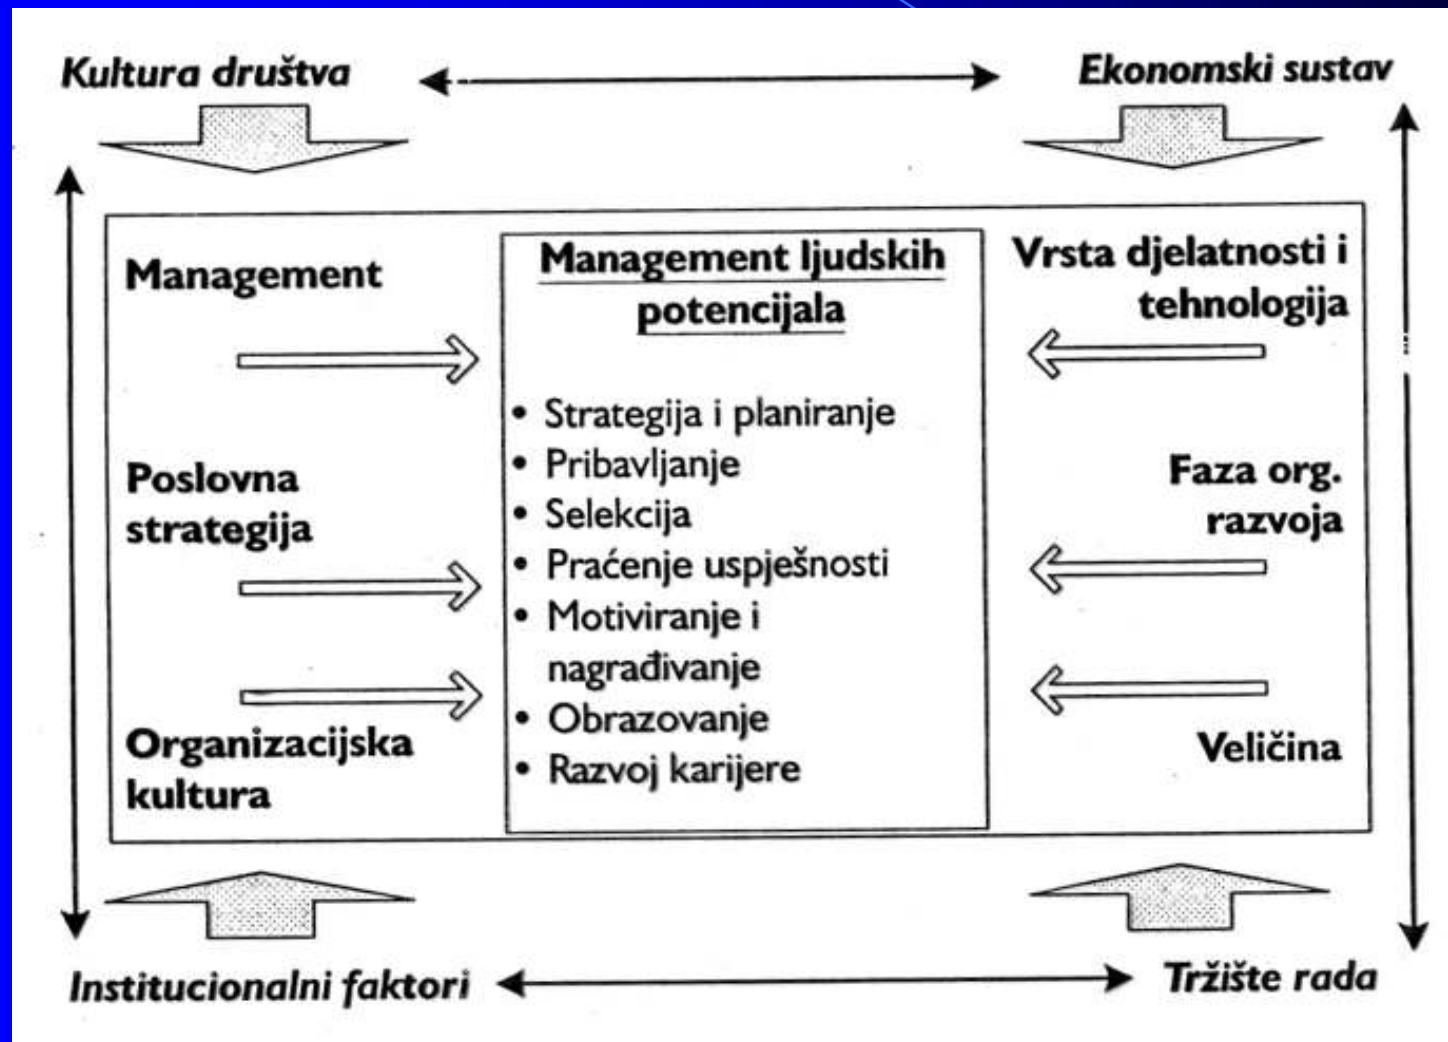 Kultura društva
Ekonomski sustav
Management
Poslovna
strategija
Organizacijska
kultura
Management ljudskih
potencijala
• Strategija i planiranje
• Pribavljanje
• Selekcija
• Praćenje uspješnosti
• Motiviranje i
nagrađivanje
• Obrazovanje
• Razvoj karijere
Vrsta djelatnosti i
tehnologija
Faza org.
razvoja
Veličina
Institucionalni faktori
Tržište rada